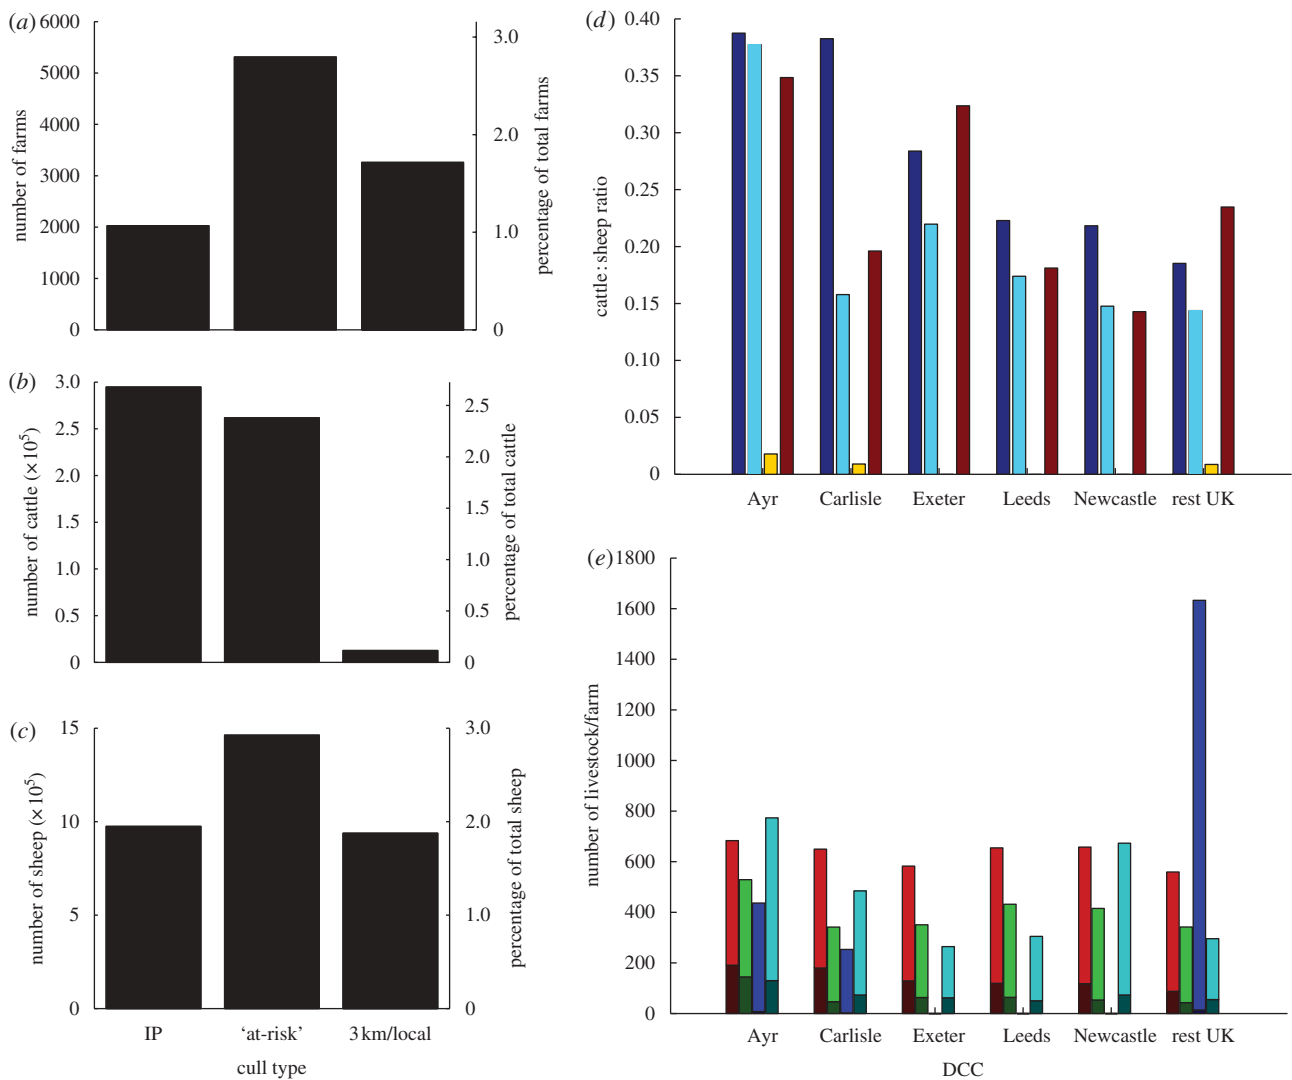 (a)
6000
5000
4000
3000
2000
1000
0
number of farms
3.0
2.0
1.0
0
percentage of total farms
(b)
3.0
2.5
2.0
1.5
1.0
0.5
0
number of cattle (×10⁵)
2.5
2.0
1.5
1.0
0.5
0
percentage of total cattle
(c)
15
10
5
0
number of sheep (×10⁵)
3.0
2.0
1.0
0
percentage of total sheep
IP ‘at-risk’ 3 km/local
cull type
(d)
0.40
0.35
0.30
0.25
0.20
0.15
0.10
0.05
0
cattle : sheep ratio
Ayr Carlisle Exeter Leeds Newcastle rest UK
(e)
1800
1600
1400
1200
1000
800
600
400
200
0
number of livestock/farm
Ayr Carlisle Exeter Leeds Newcastle rest UK
DCC